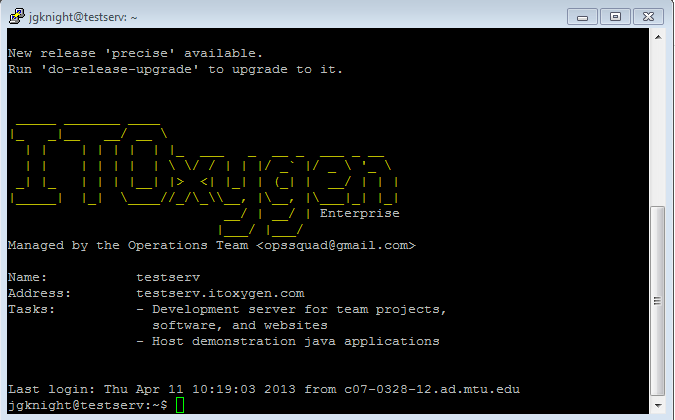 jgknight@testserv: ~
New release 'precise' available.
Run 'do-release-upgrade' to upgrade to it.
ITOxygen
Enterprise
Managed by the Operations Team <opssquad@gmail.com>
Name: testserv
Address: testserv.itoxygen.com
Tasks: - Development server for team projects,
software, and websites
- Host demonstration java applications
Last login: Thu Apr 11 10:19:03 2013 from c07-0328-12.ad.mtu.edu
jgknight@testserv:~$